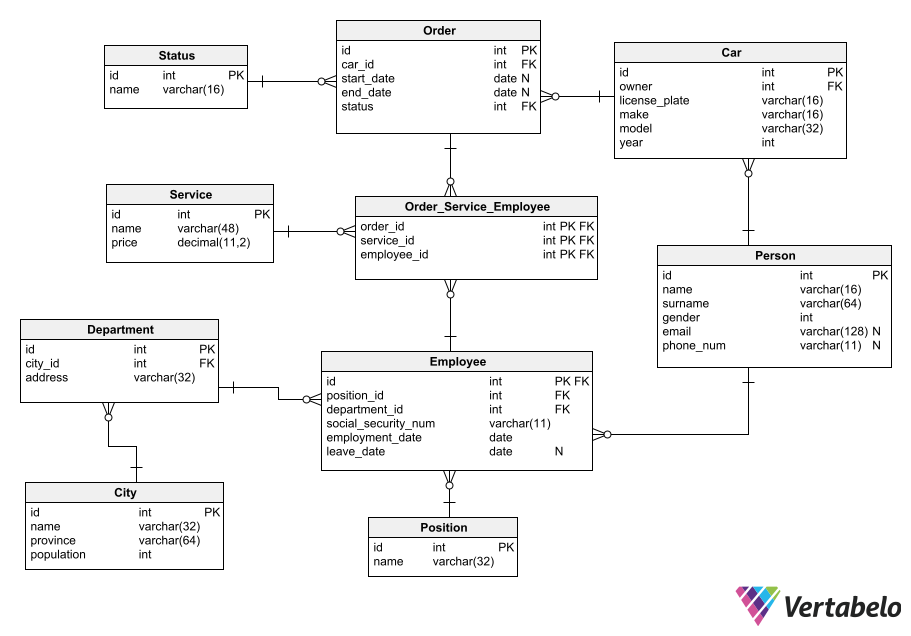 Order
id int PK
car_id int FK
start_date date N
end_date date N
status int FK
Status
id int PK
name varchar(16)
Car
id int PK
owner int FK
license_plate varchar(16)
make varchar(16)
model varchar(32)
year int
Service
id int PK
name varchar(48)
price decimal(11,2)
Order_Service_Employee
order_id int PK FK
service_id int PK FK
employee_id int PK FK
Person
id int PK
name varchar(16)
surname varchar(64)
gender int
email varchar(128) N
phone_num varchar(11) N
Department
id int PK
city_id int FK
address varchar(32)
Employee
id int PK FK
position_id int FK
department_id int FK
social_security_num varchar(11)
employment_date date
leave_date date N
City
id int PK
name varchar(32)
province varchar(64)
population int
Position
id int PK
name varchar(32)
Vertabelo